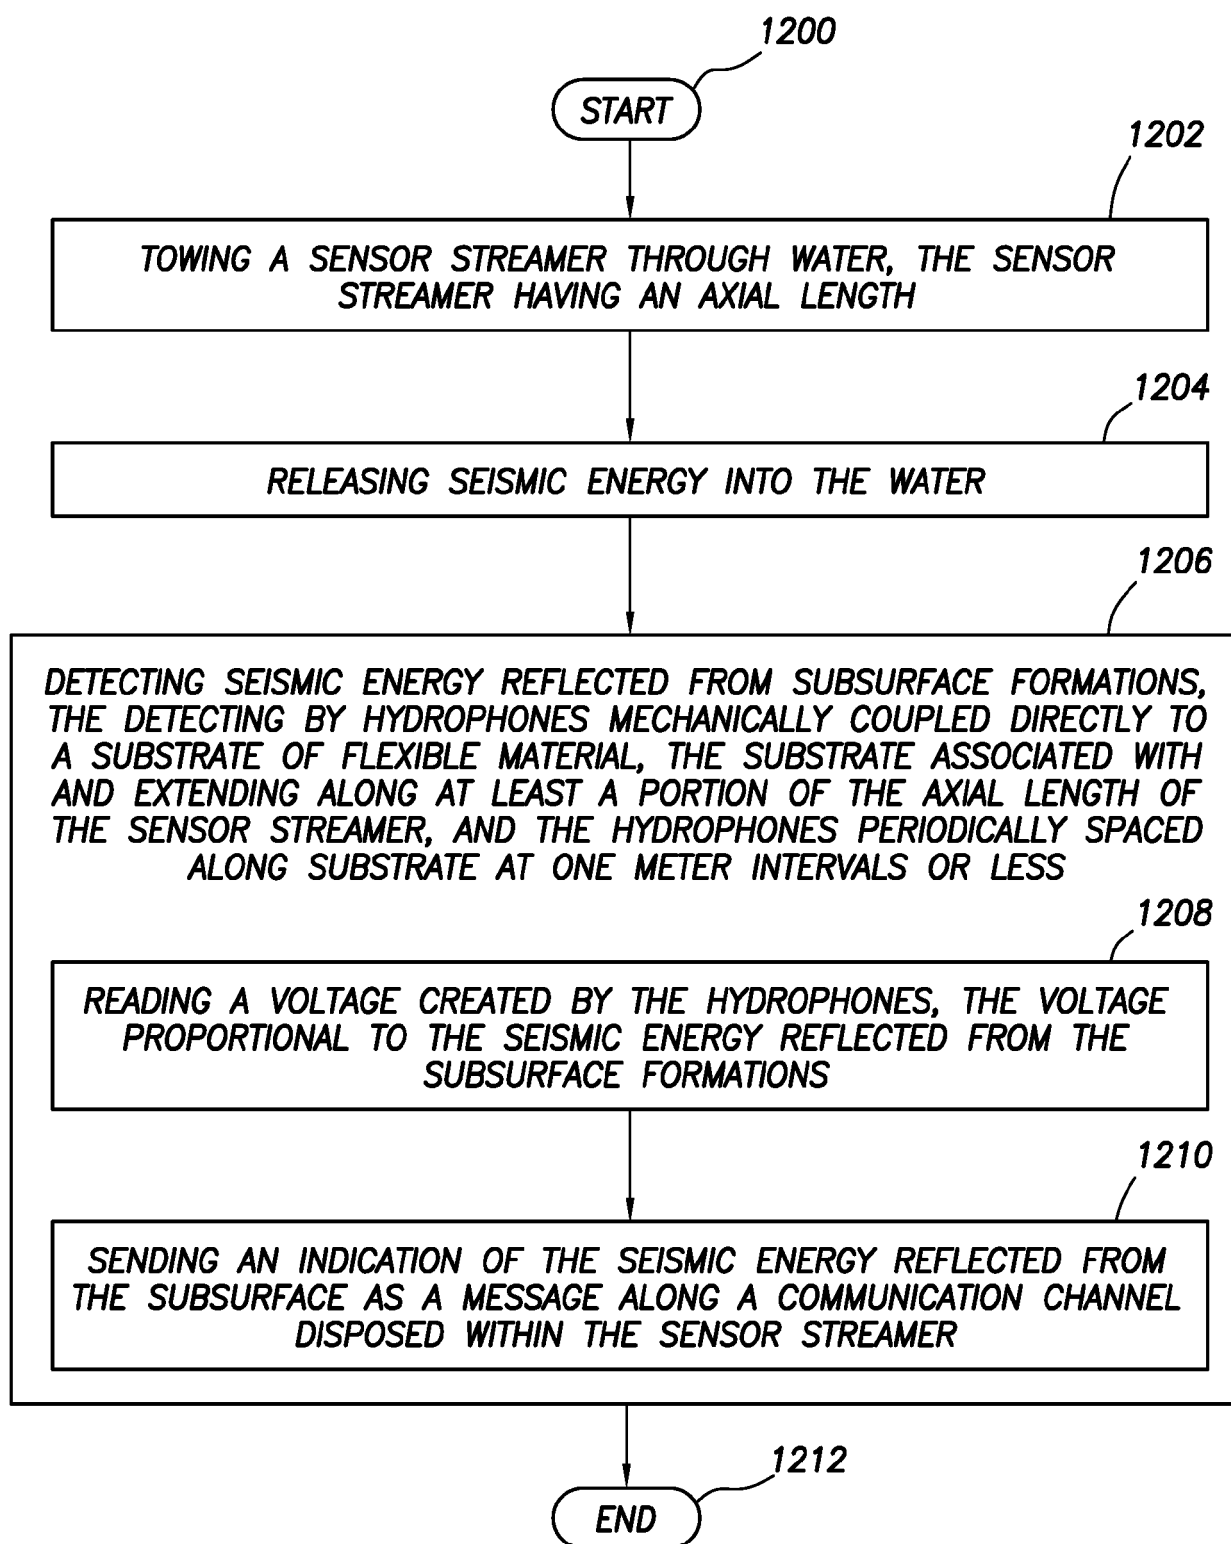 1200
START
1202
TOWING A SENSOR STREAMER THROUGH WATER, THE SENSOR
STREAMER HAVING AN AXIAL LENGTH
1204
RELEASING SEISMIC ENERGY INTO THE WATER
1206
DETECTING SEISMIC ENERGY REFLECTED FROM SUBSURFACE FORMATIONS,
THE DETECTING BY HYDROPHONES MECHANICALLY COUPLED DIRECTLY TO
A SUBSTRATE OF FLEXIBLE MATERIAL, THE SUBSTRATE ASSOCIATED WITH
AND EXTENDING ALONG AT LEAST A PORTION OF THE AXIAL LENGTH OF
THE SENSOR STREAMER, AND THE HYDROPHONES PERIODICALLY SPACED
ALONG SUBSTRATE AT ONE METER INTERVALS OR LESS
1208
READING A VOLTAGE CREATED BY THE HYDROPHONES, THE VOLTAGE
PROPORTIONAL TO THE SEISMIC ENERGY REFLECTED FROM THE
SUBSURFACE FORMATIONS
1210
SENDING AN INDICATION OF THE SEISMIC ENERGY REFLECTED FROM
THE SUBSURFACE AS A MESSAGE ALONG A COMMUNICATION CHANNEL
DISPOSED WITHIN THE SENSOR STREAMER
1212
END